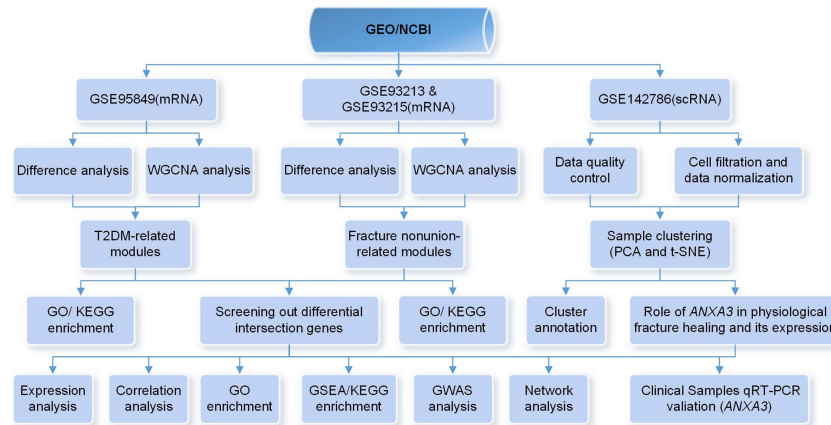 GEO/NCBI
GSE95849(mRNA)
GSE93213 &
GSE93215(mRNA)
GSE142786(scRNA)
Difference analysis
WGCNA analysis
Difference analysis
WGCNA analysis
Data quality
control
Cell filtration and
data normalization
T2DM-related
modules
Fracture nonunion-
related modules
Sample clustering
(PCA and t-SNE)
GO/ KEGG
enrichment
Screening out differential
intersection genes
GO/ KEGG
enrichment
Cluster
annotation
Role of ANXA3 in physiological
fracture healing and its expression
Expression
analysis
Correlation
analysis
GO
enrichment
GSEA/KEGG
enrichment
GWAS
analysis
Network
analysis
Clinical Samples qRT-PCR
valiation (ANXA3)